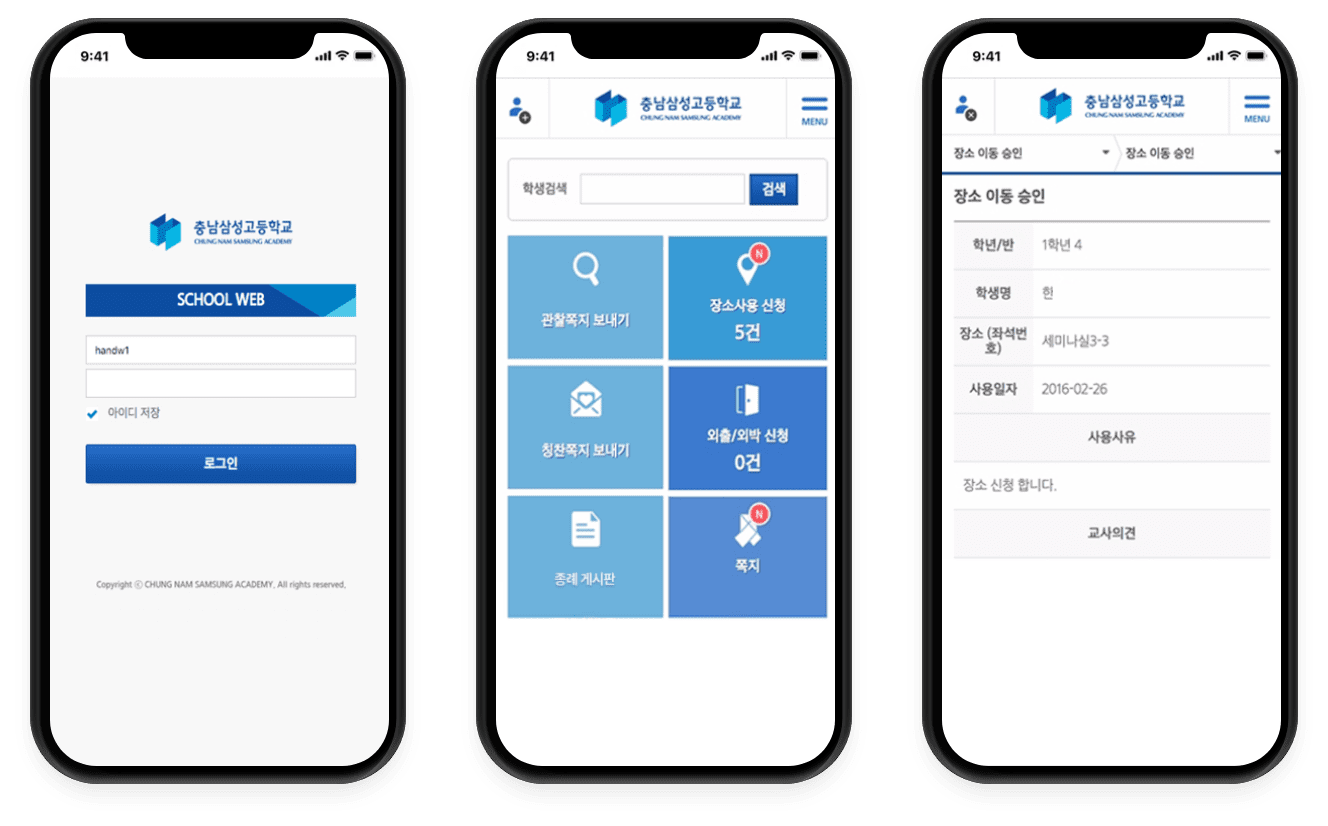 9:41
충남삼성고등학교
CHUNG NAM SAMSUNG ACADEMY
SCHOOL WEB
handw1
아이디 저장
로그인
Copyright ⓒ CHUNG NAM SAMSUNG ACADEMY, All rights reserved.
9:41
충남삼성고등학교
CHUNG NAM SAMSUNG ACADEMY
MENU
학생검색
검색
관찰쪽지 보내기
N
장소사용 신청
5건
칭찬쪽지 보내기
외출/외박 신청
0건
종례 게시판
N
쪽지
9:41
충남삼성고등학교
CHUNG NAM SAMSUNG ACADEMY
MENU
장소 이동 승인 장소 이동 승인
장소 이동 승인
학년/반 1학년 4
학생명 한
장소 (좌석번
호) 세미나실3-3
사용일자 2016-02-26
사용사유
장소 신청 합니다.
교사의견